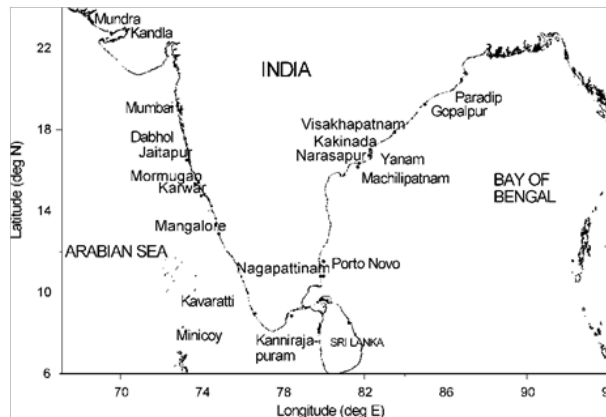 Mundra
Kandla
22
INDIA
Mumbai
Paradip
Gopalpur
Visakhapatnam
18
Dabhol
Kakinada
Jaitapur
Narasapur
Yanam
Mormugao
Machilipatnam
Karwar
BAY OF
BENGAL
14
Mangalore
ARABIAN SEA
Nagapattinam
Porto Novo
10
Kavaratti
Minicoy
Kanniraja-
puram
SRI LANKA
6
70
74
78
82
86
90
94
Latitude (deg N)
Longitude (deg E)